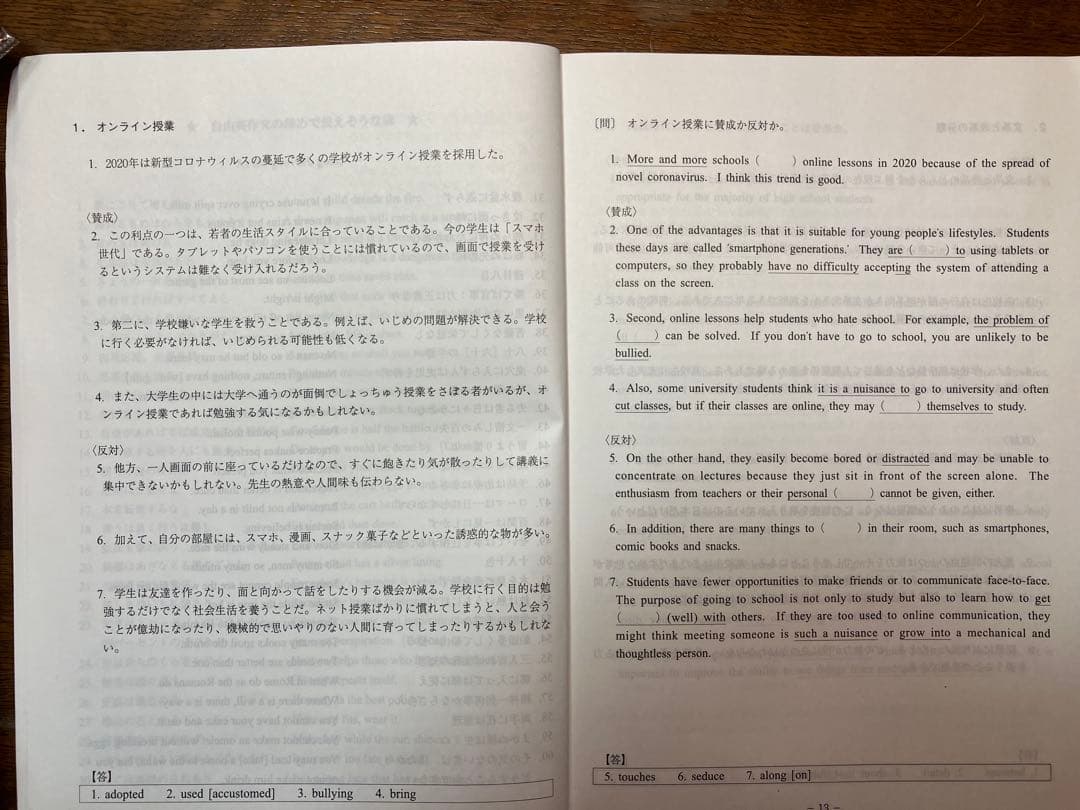 1. オンライン授業
1. 2020年は新型コロナウィルスの蔓延で多くの学校がオンライン授業を採用した。
〈賛成〉
2. この利点の一つは、若者の生活スタイルに合っていることである。今の学生は「スマホ
世代」である。タブレットやパソコンを使うことには慣れているので、画面で授業を受け
るというシステムは難なく受け入れるだろう。
3. 第二に、学校嫌いな学生を救うことである。例えば、いじめの問題が解決できる。学校
に行く必要がなければ、いじめられる可能性も低くなる。
4. また、大学生の中には大学へ通うのが面倒でしょっちゅう授業をさぼる者がいるが、オ
ンライン授業であれば勉強する気になるかもしれない。
〈反対〉
5. 他方、一人画面の前に座っているだけなので、すぐに飽きたり気が散ったりして講義に
集中できないかもしれない。先生の熱意や人間味も伝わらない。
6. 加えて、自分の部屋には、スマホ、漫画、スナック菓子などといった誘惑的な物が多い。
7. 学生は友達を作ったり、面と向かって話をしたりする機会が減る。学校に行く目的は勉
強するだけでなく社会生活を養うことだ。ネット授業ばかりに慣れてしまうと、人と会う
ことが億劫になったり、機械的で思いやりのない人間に育ってしまったりするかもしれな
い。
【答】
1. adopted 2. used [accustomed] 3. bullying 4. bring
〔問〕 オンライン授業に賛成か反対か。
1. More and more schools ( ) online lessons in 2020 because of the spread of
novel coronavirus. I think this trend is good.
〈賛成〉
2. One of the advantages is that it is suitable for young people's lifestyles. Students
these days are called 'smartphone generations.' They are ( ) to using tablets or
computers, so they probably have no difficulty accepting the system of attending a
class on the screen.
3. Second, online lessons help students who hate school. For example, the problem of
( ) can be solved. If you don't have to go to school, you are unlikely to be
bullied.
4. Also, some university students think it is a nuisance to go to university and often
cut classes, but if their classes are online, they may ( ) themselves to study.
〈反対〉
5. On the other hand, they easily become bored or distracted and may be unable to
concentrate on lectures because they just sit in front of the screen alone. The
enthusiasm from teachers or their personal ( ) cannot be given, either.
6. In addition, there are many things to ( ) in their room, such as smartphones,
comic books and snacks.
7. Students have fewer opportunities to make friends or to communicate face-to-face.
The purpose of going to school is not only to study but also to learn how to get
( ) (well) with others. If they are too used to online communication, they
might think meeting someone is such a nuisance or grow into a mechanical and
thoughtless person.
【答】
5. touches 6. seduce 7. along [on]
- 13 -